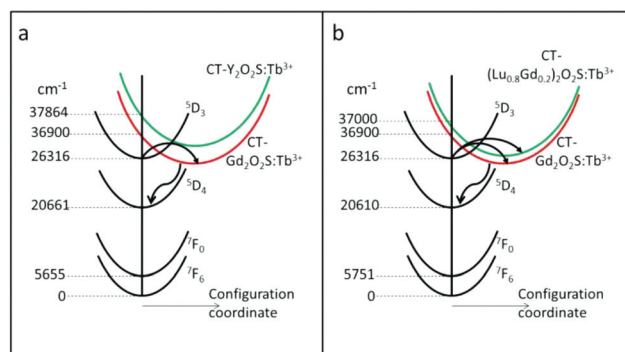 a
CT-Y₂O₂S:Tb³⁺
cm⁻¹
37864
36900
26316
20661
5655
0
⁵D₃
CT-
Gd₂O₂S:Tb³⁺
⁵D₄
⁷F₀
⁷F₆
Configuration
coordinate
b
CT-
(Lu₀.₈Gd₀.₂)₂O₂S:Tb³⁺
cm⁻¹
37000
36900
26316
20610
5751
0
⁵D₃
CT-
Gd₂O₂S:Tb³⁺
⁵D₄
⁷F₀
⁷F₆
Configuration
coordinate